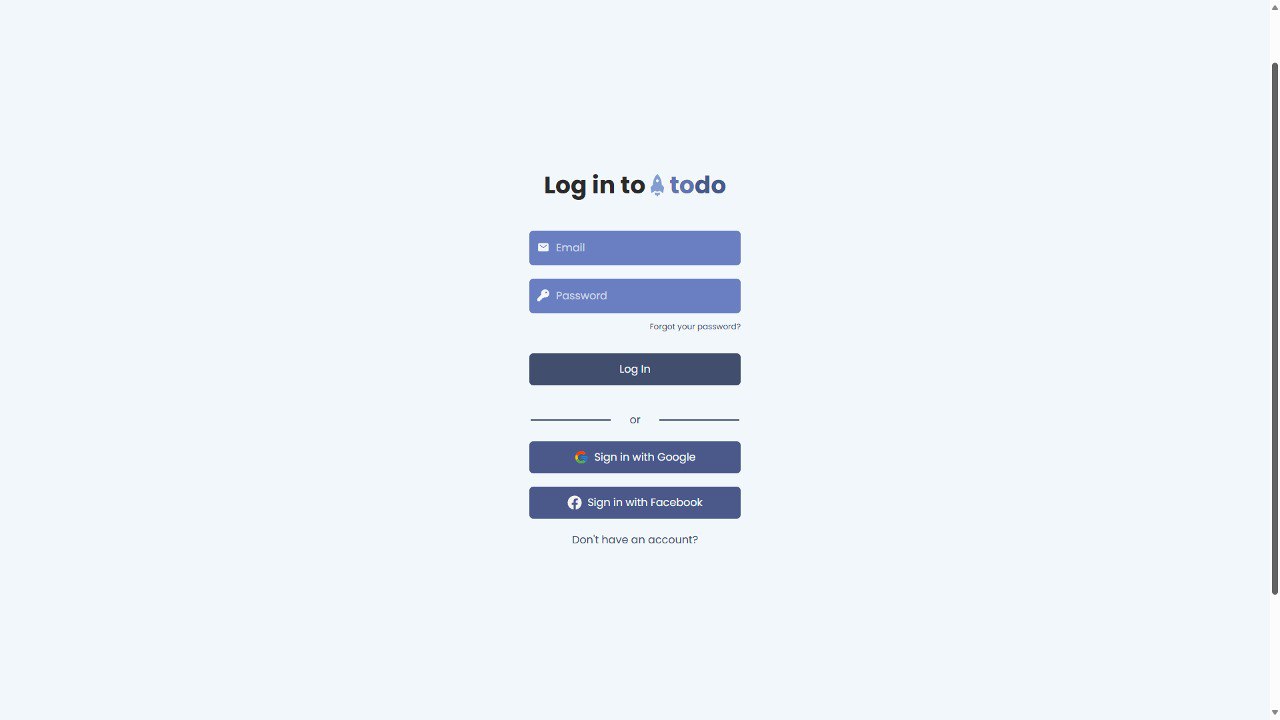 Log in to todo
Email
Password
Forgot your password?
Log In
or
Sign in with Google
Sign in with Facebook
Don't have an account?